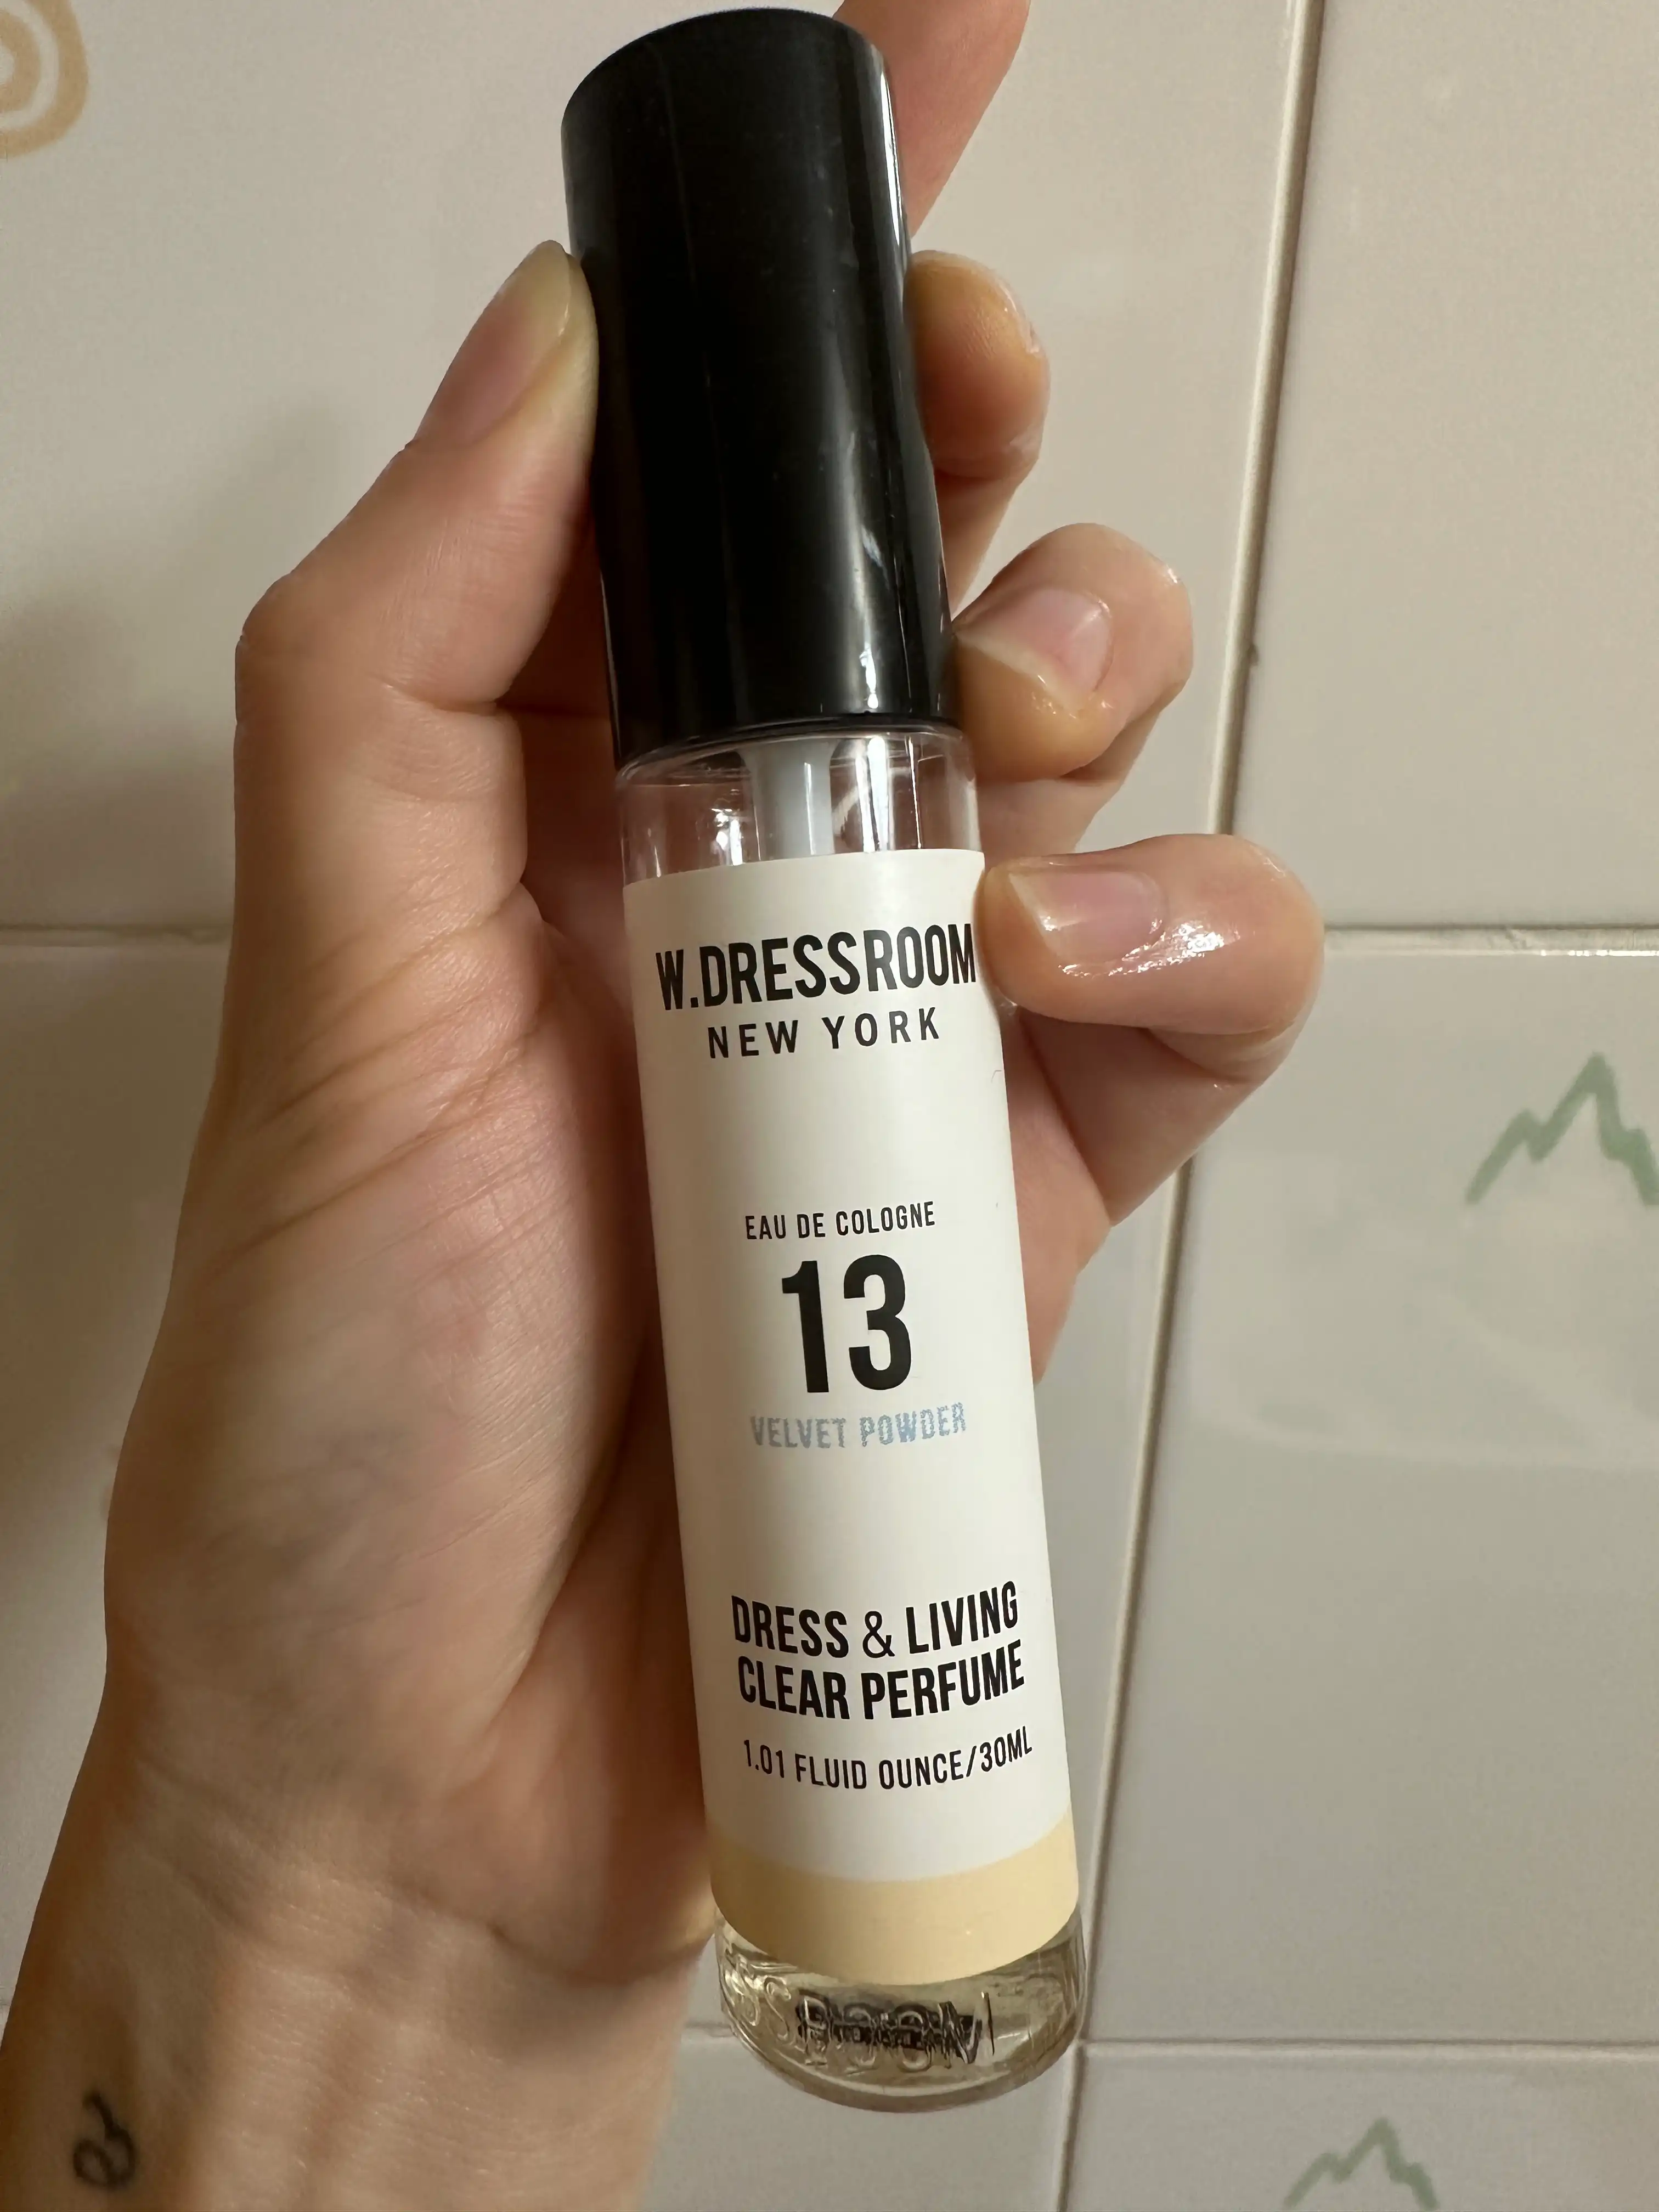 W.DRESSROOM
NEW YORK
EAU DE COLOGNE
13
VELVET POWDER
DRESS & LIVING
CLEAR PERFUME
1.01 FLUID OUNCE/30ML